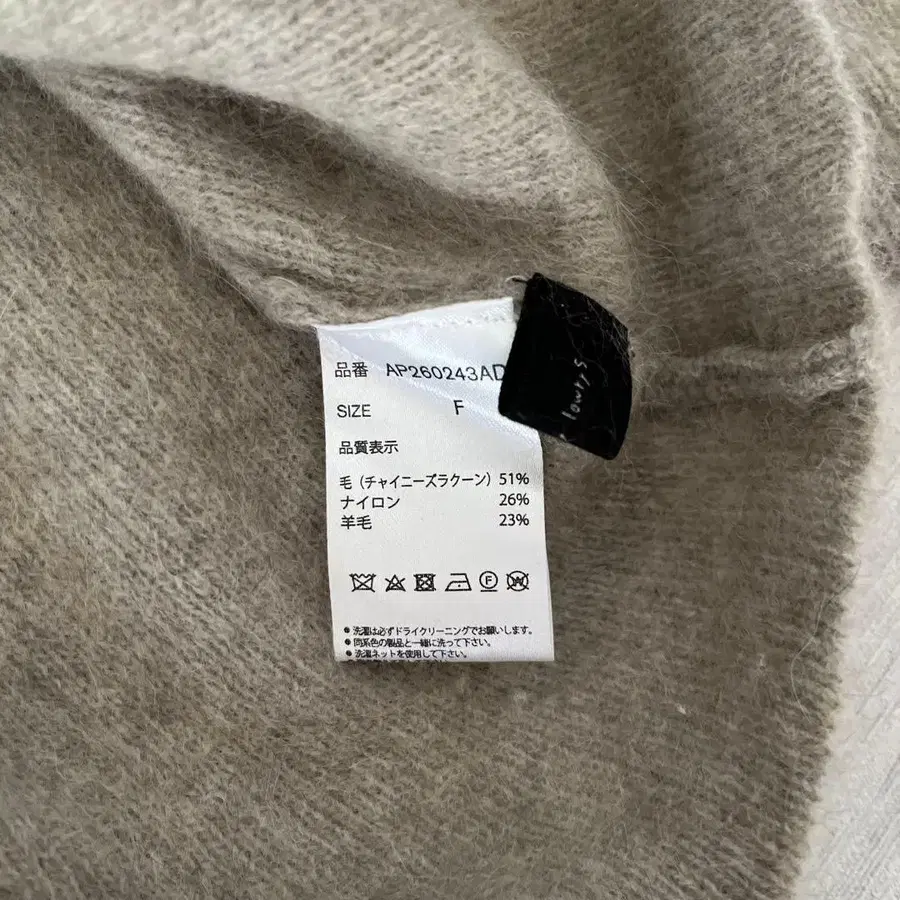 品番 AP260243AD
SIZE F
品質表示
毛（チャイニーズラクーン）51%
ナイロン 26%
羊毛 23%
F
W
●洗濯は必ずドライクリーニングでお願いします。
●同系色の製品と一緒に洗って下さい。
●洗濯ネットを使用して下さい。
lowrys